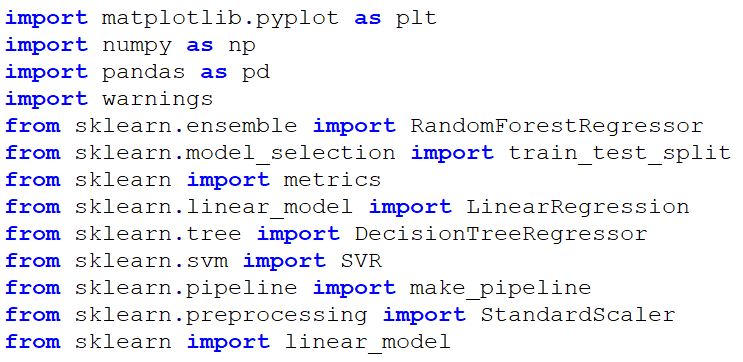 import matplotlib.pyplot as plt
import numpy as np
import pandas as pd
import warnings
from sklearn.ensemble import RandomForestRegressor
from sklearn.model_selection import train_test_split
from sklearn import metrics
from sklearn.linear_model import LinearRegression
from sklearn.tree import DecisionTreeRegressor
from sklearn.svm import SVR
from sklearn.pipeline import make_pipeline
from sklearn.preprocessing import StandardScaler
from sklearn import linear_model